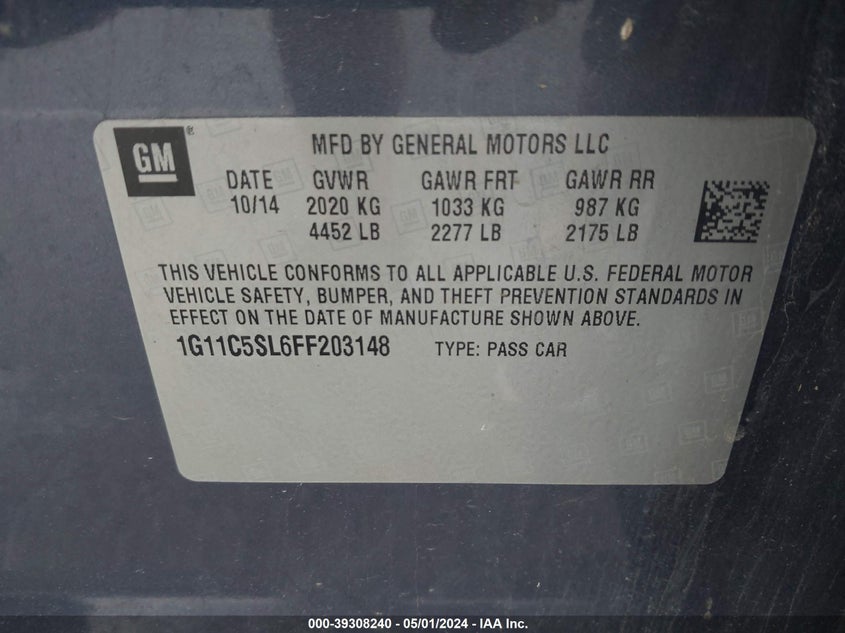 GM®
MFD BY GENERAL MOTORS LLC
DATE GVWR GAWR FRT GAWR RR
10/14 2020 KG 1033 KG 987 KG
4452 LB 2277 LB 2175 LB
THIS VEHICLE CONFORMS TO ALL APPLICABLE U.S. FEDERAL MOTOR
VEHICLE SAFETY, BUMPER, AND THEFT PREVENTION STANDARDS IN
EFFECT ON THE DATE OF MANUFACTURE SHOWN ABOVE.
1G11C5SL6FF203148 TYPE: PASS CAR
000-39308240 - 05/01/2024 - IAA Inc.